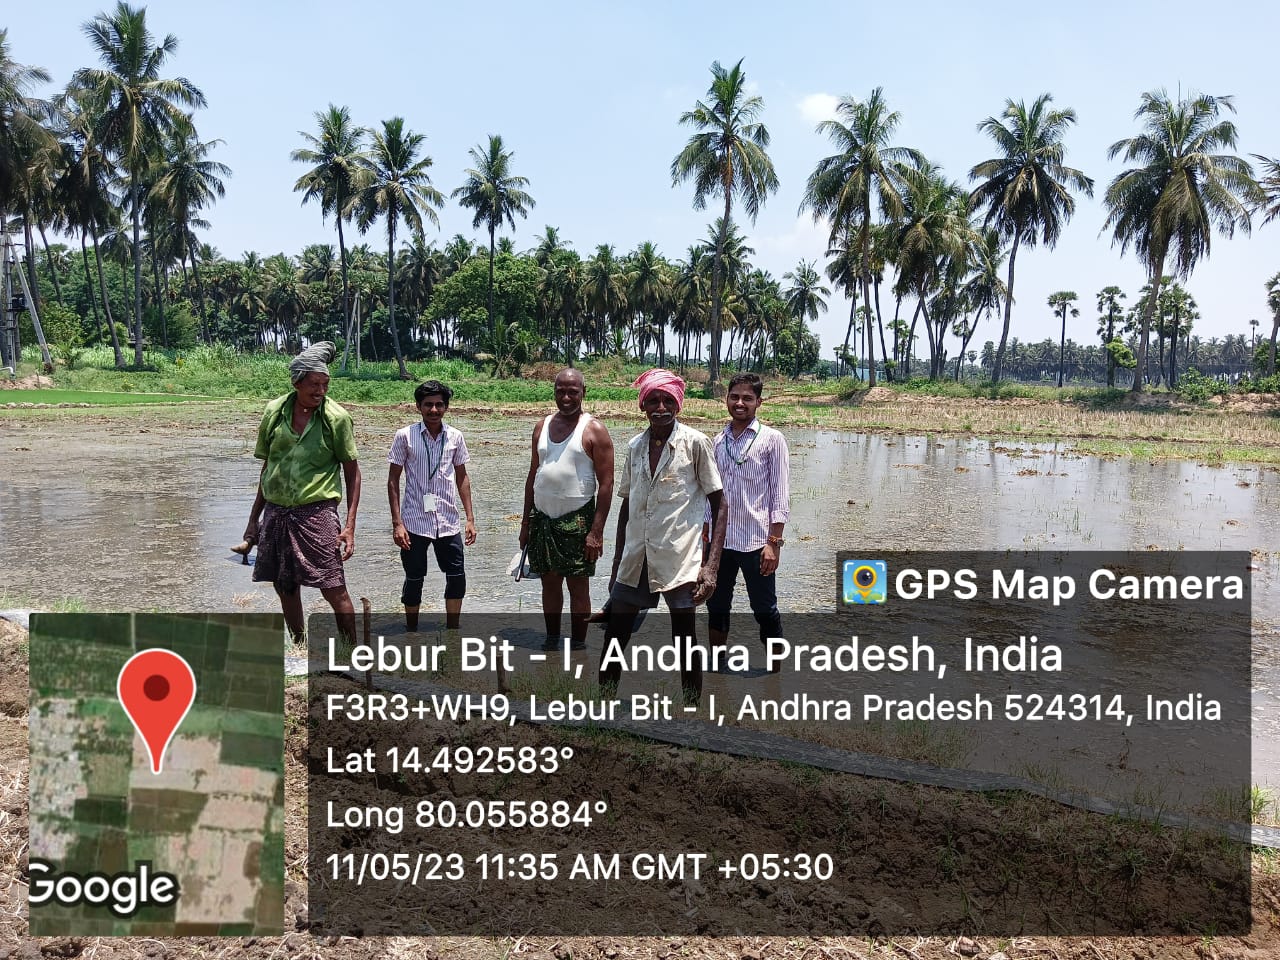 GPS Map Camera
Lebur Bit - I, Andhra Pradesh, India
F3R3+WH9, Lebur Bit - I, Andhra Pradesh 524314, India
Lat 14.492583°
Long 80.055884°
11/05/23 11:35 AM GMT +05:30
Google